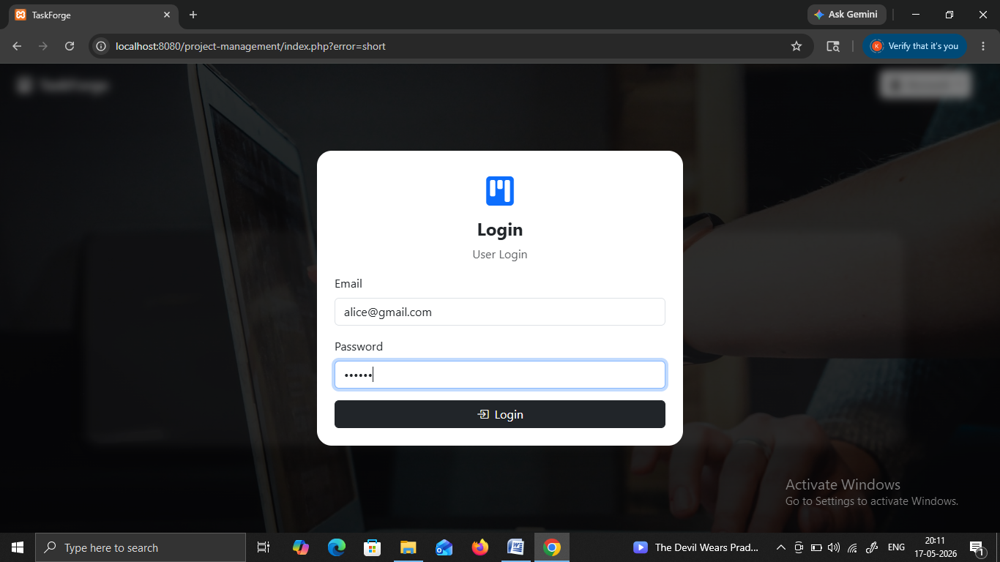 TaskForge
Ask Gemini
localhost:8080/project-management/index.php?error=short
K
Verify that it's you
TaskForge
Login
User Login
Email
alice@gmail.com
Password
••••••
Login
Activate Windows
Go to Settings to activate Windows.
Type here to search
The Devil Wears Prad...
ENG
20:11
17-05-2026
1